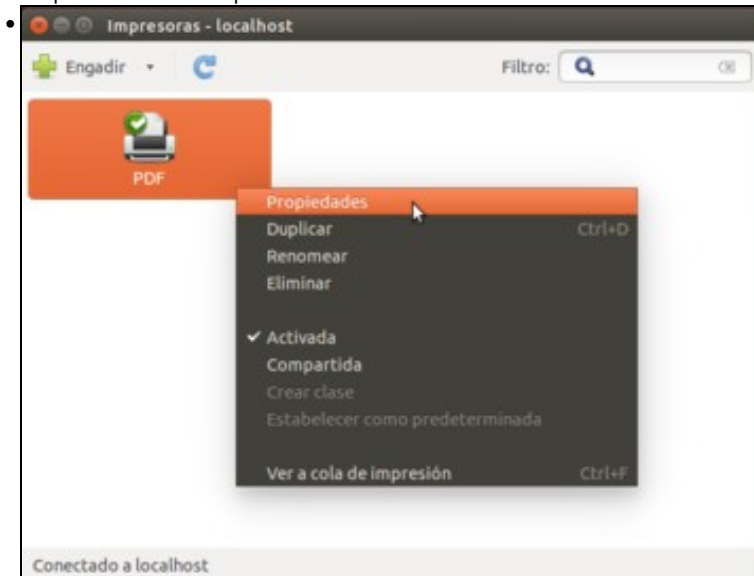 Impresoras - localhost
Engadir
Filtro:
PDF
Propiedades
Duplicar Ctrl+D
Renomear
Eliminar
✔ Activada
Compartida
Crear clase
Estabelecer como predeterminada
Ver a cola de impresión Ctrl+F
Conectado a localhost